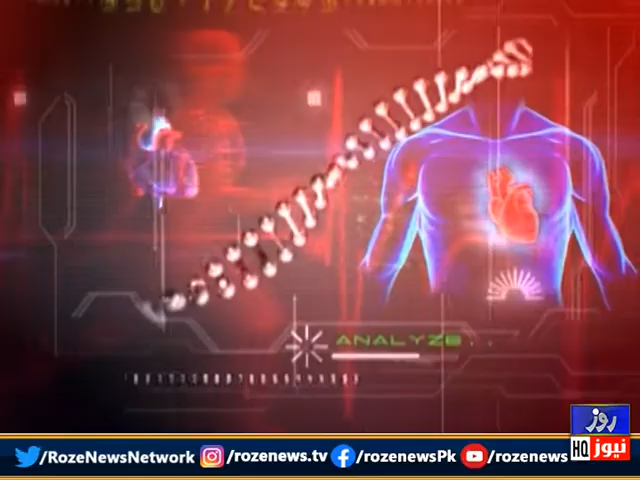 ANALYZE..
روز
HQ نیوز
/RozeNewsNetwork /rozenews.tv /rozenewsPk /rozenews